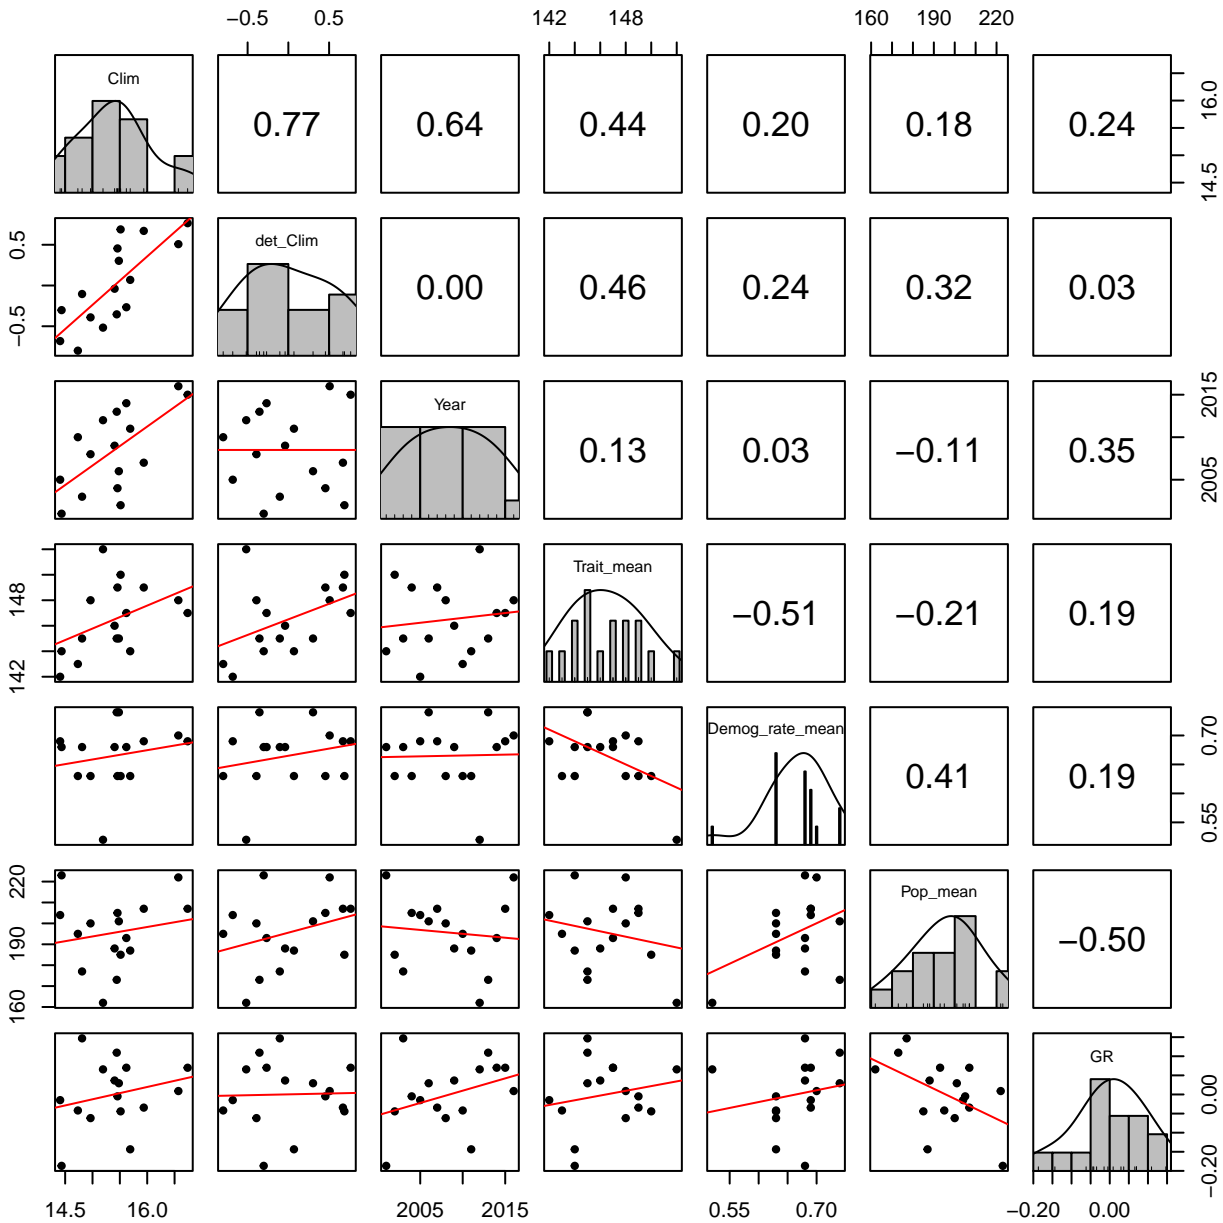 −0.5 0.5 142 148 160 190 220
Clim
0.77 0.64 0.44 0.20 0.18 0.24
14.5 16.0
det_Clim
0.00 0.46 0.24 0.32 0.03
−0.5 0.5
Year
0.13 0.03 −0.11 0.35
2005 2015
Trait_mean
−0.51 −0.21 0.19
142 148
Demog_rate_mean
0.41 0.19
0.55 0.70
Pop_mean
−0.50
160 190 220
GR
−0.20 0.00
14.5 16.0 2005 2015 0.55 0.70 −0.20 0.00